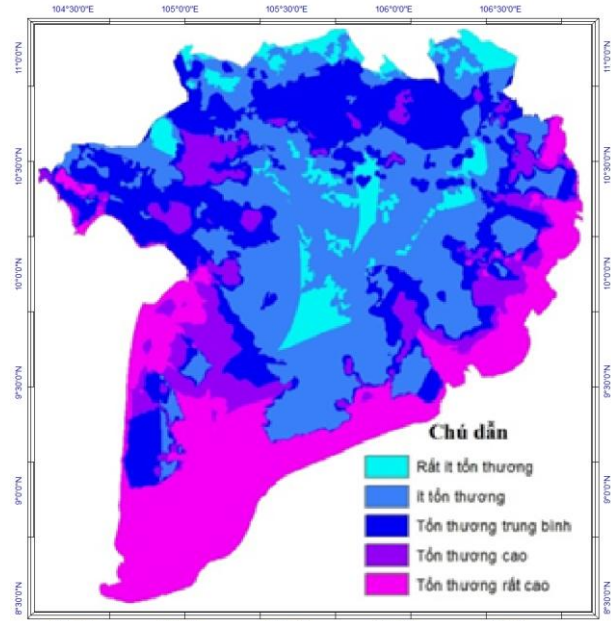 104°30'0"E 105°0'0"E 105°30'0"E 106°0'0"E 106°30'0"E
11°0'0"N 11°0'0"N
10°30'0"N 10°30'0"N
10°0'0"N 10°0'0"N
9°30'0"N 9°30'0"N
9°0'0"N 9°0'0"N
8°30'0"N 8°30'0"N
Chú dẫn
Rất ít tổn thương
ít tổn thương
Tổn thương trung bình
Tổn thương cao
Tổn thương rất cao